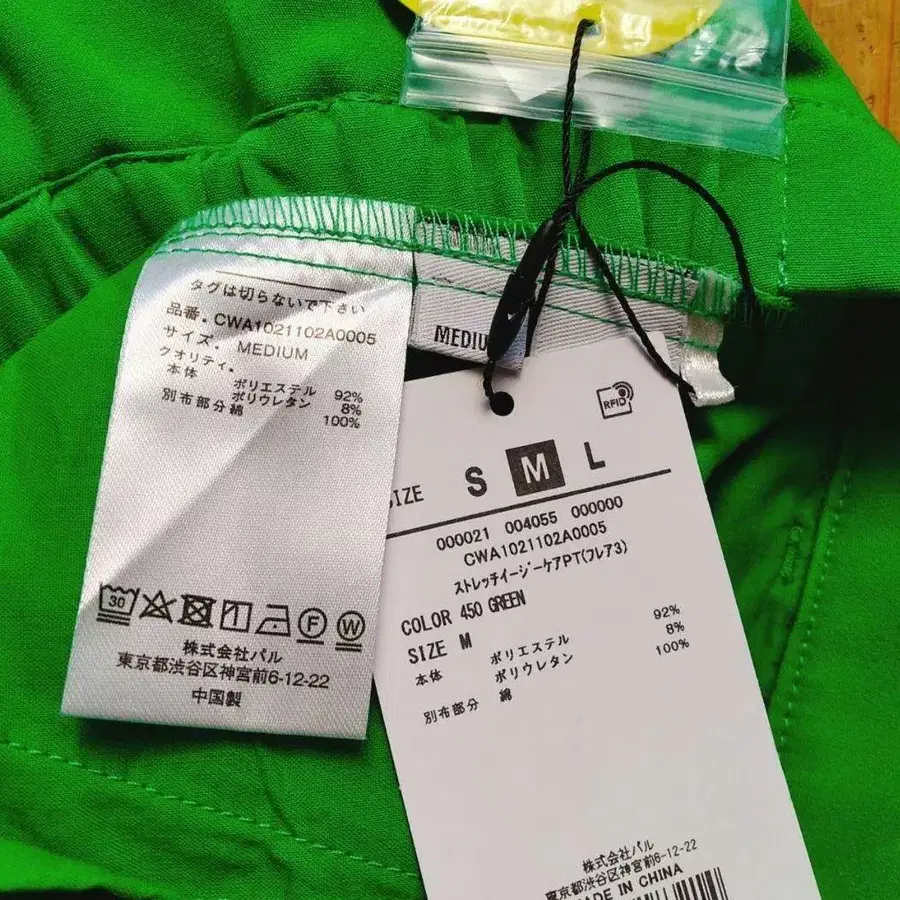 タグは切らないで下さい
品番. CWA1021102A0005
サイズ. MEDIUM
クオリティ.
本体 ポリエステル 92%
ポリウレタン 8%
別布部分綿 100%
30
F
W
株式会社パル
東京都渋谷区神宮前6-12-22
中国製
RFID
SIZE S M L
000021 004055 000000
CWA1021102A0005
ストレッチイージーケアPT(フレア3)
COLOR 450 GREEN
SIZE M
本体 ポリエステル 92%
ポリウレタン 8%
別布部分 綿 100%
株式会社パル
東京都渋谷区神宮前6-12-22
MADE IN CHINA